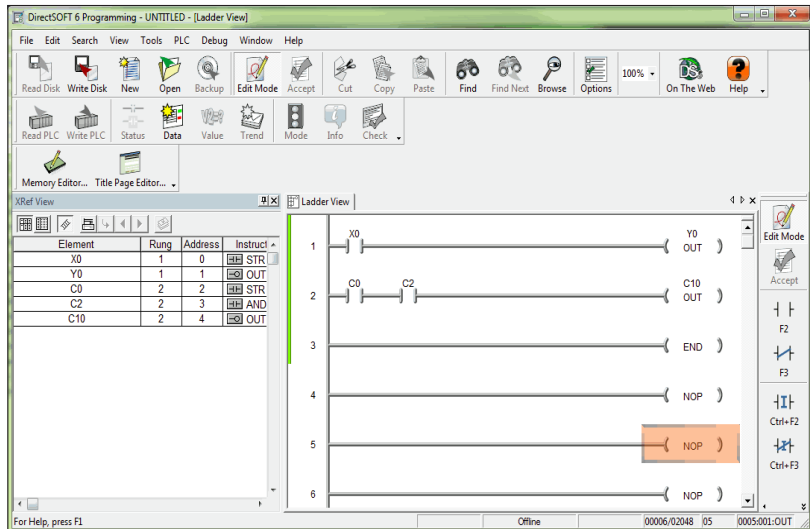 DirectSOFT 6 Programming - UNTITLED - [Ladder View]
File Edit Search View Tools PLC Debug Window Help
Read Disk Write Disk New Open Backup Edit Mode Accept Cut Copy Paste Find Find Next Browse Options 100% On The Web Help
Read PLC Write PLC Status Data Value Trend Mode Info Check
Memory Editor... Title Page Editor...
XRef View
Element Rung Address Instruct
X0 1 0 STR
Y0 1 1 OUT
C0 2 2 STR
C2 2 3 AND
C10 2 4 OUT
Ladder View
X0 Y0
1 OUT
C0 C2 C10
2 OUT
3 END
4 NOP
5 NOP
6 NOP
Edit Mode
Accept
F2
F3
Ctrl+F2
Ctrl+F3
For Help, press F1 Offline 00006/02048 05 0005:001:OUT